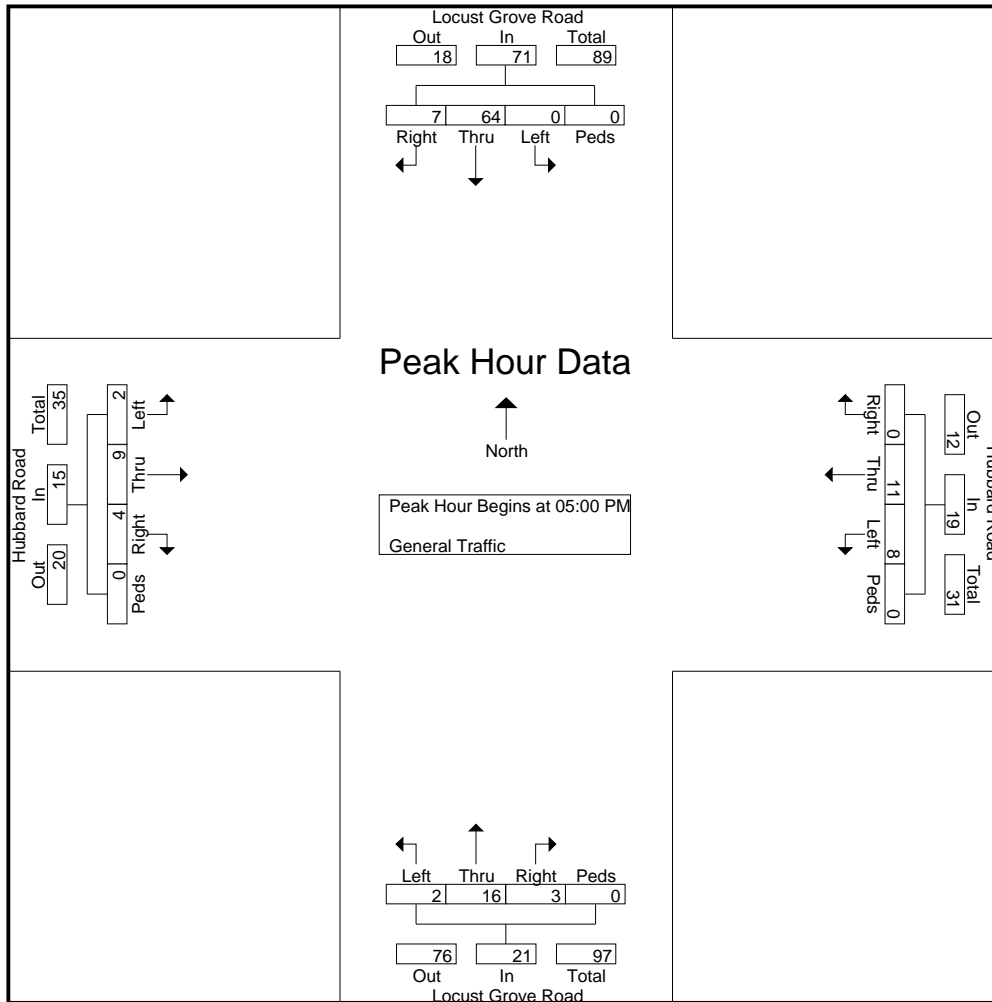 Locust Grove Road
Out In Total
18 71 89
7 64 0 0
Right Thru Left Peds
Peak Hour Data
North
Peak Hour Begins at 05:00 PM
General Traffic
Hubbard Road
Total In Out
35 15 20
2 9 4 0
Left Thru Right Peds
Hubbard Road
Out In Total
12 19 31
0 11 8 0
Right Thru Left Peds
Left Thru Right Peds
2 16 3 0
76 21 97
Out In Total
Locust Grove Road